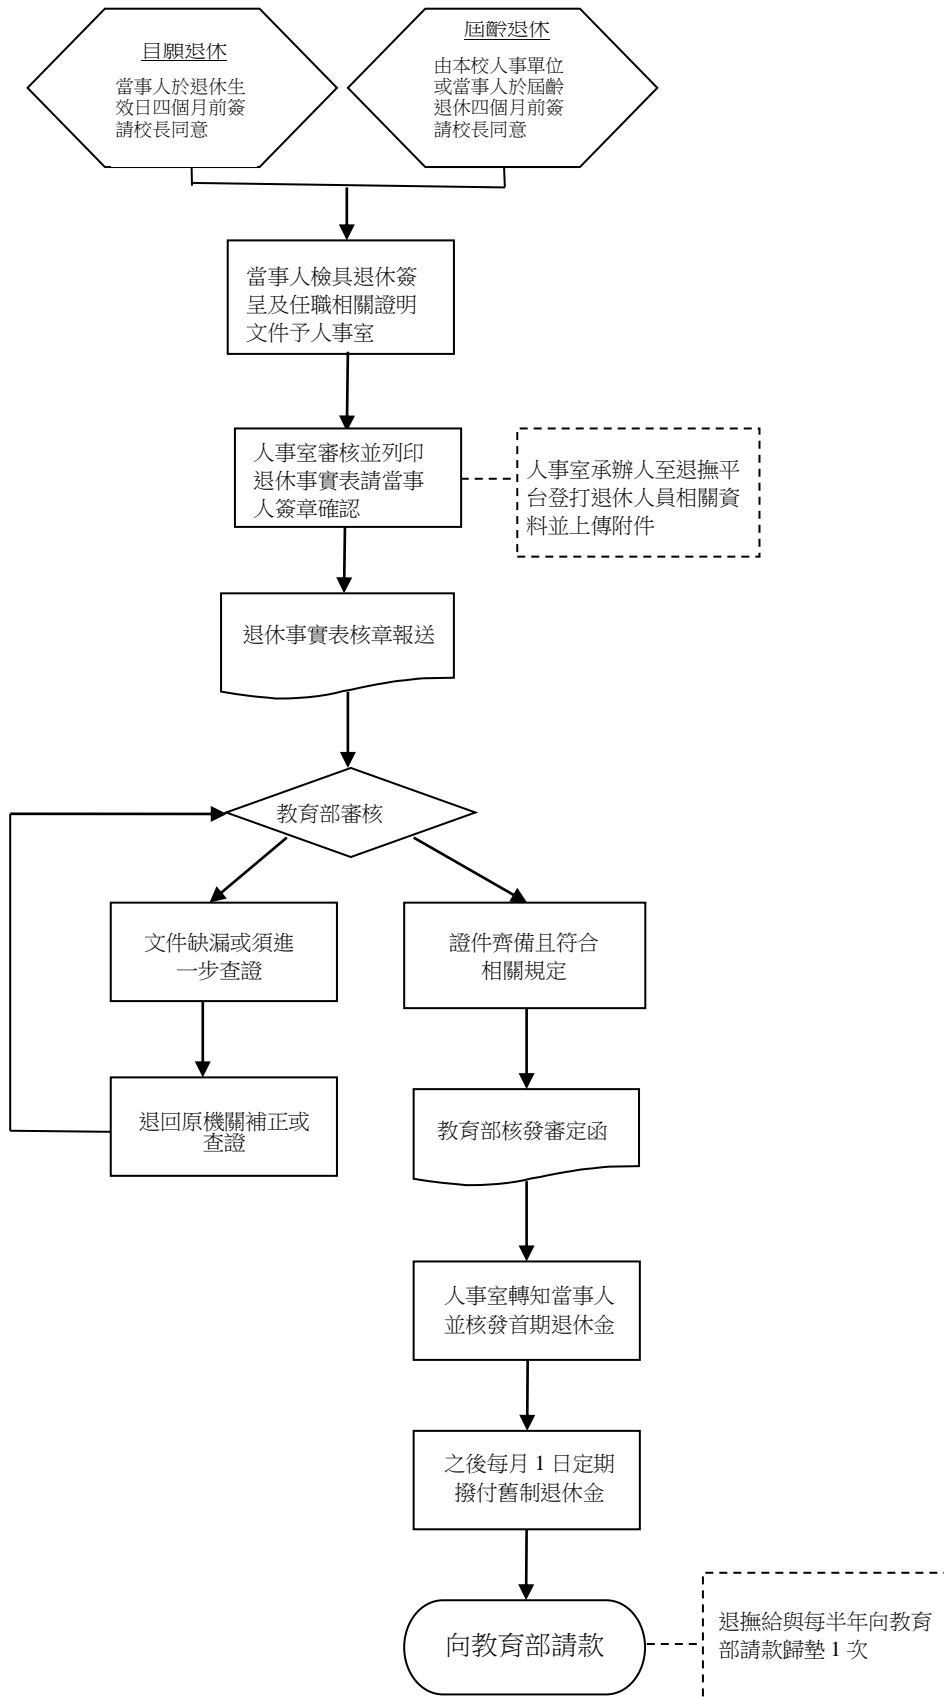 自願退休
當事人於退休生
效日四個月前簽
請校長同意
屆齡退休
由本校人事單位
或當事人於屆齡
退休四個月前簽
請校長同意
當事人檢具退休簽
呈及任職相關證明
文件予人事室
人事室審核並列印
退休事實表請當事
人簽章確認
人事室承辦人至退撫平
台登打退休人員相關資
料並上傳附件
退休事實表核章報送
教育部審核
文件缺漏或須進
一步查證
證件齊備且符合
相關規定
退回原機關補正或
查證
教育部核發審定函
人事室轉知當事人
並核發首期退休金
之後每月 1 日定期
撥付舊制退休金
向教育部請款
退撫給與每半年向教育
部請款歸墊 1 次